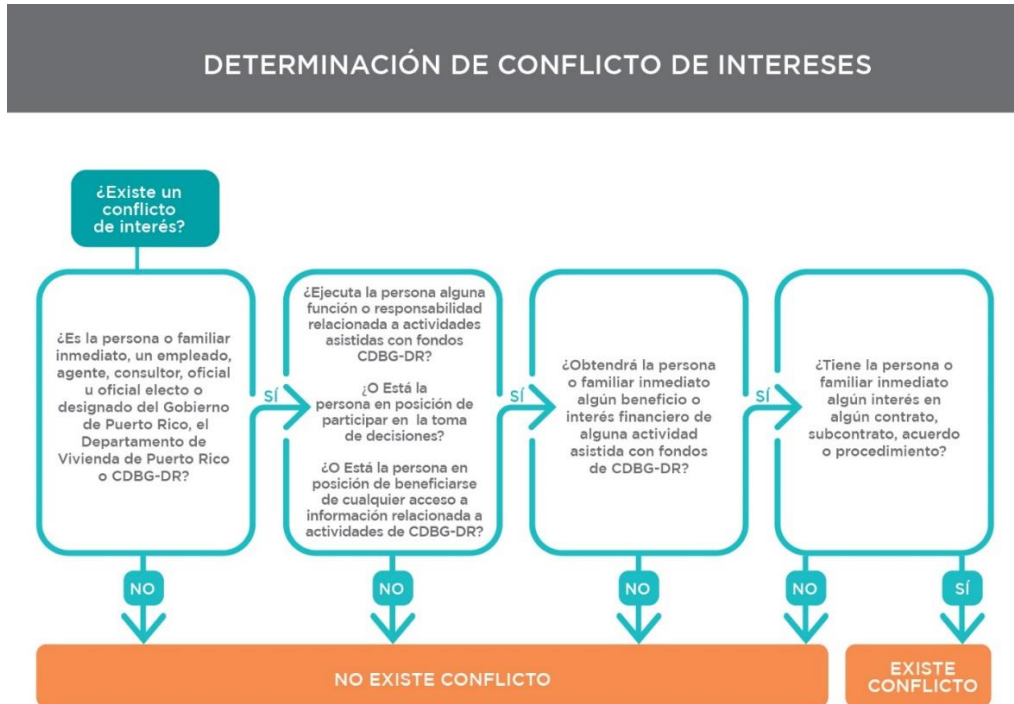 DETERMINACIÓN DE CONFLICTO DE INTERESES
¿Existe un
conflicto
de interés?
¿Es la persona o familiar
inmediato, un empleado,
agente, consultor, oficial
u oficial electo o
designado del Gobierno
de Puerto Rico, el
Departamento de
Vivienda de Puerto Rico
o CDBG-DR?
SÍ
¿Ejecuta la persona alguna
función o responsabilidad
relacionada a actividades
asistidas con fondos
CDBG-DR?
¿O Está la
persona en posición de
participar en la toma
de decisiones?
¿O Está la persona en
posición de beneficiarse
de cualquier acceso a
información relacionada a
actividades de CDBG-DR?
SÍ
¿Obtendrá la persona
o familiar inmediato
algún beneficio o
interés financiero de
alguna actividad
asistida con fondos
de CDBG-DR?
SÍ
¿Tiene la persona o
familiar inmediato
algún interés en
algún contrato,
subcontrato, acuerdo
o procedimiento?
NO
NO
NO
NO
SÍ
NO EXISTE CONFLICTO
EXISTE
CONFLICTO